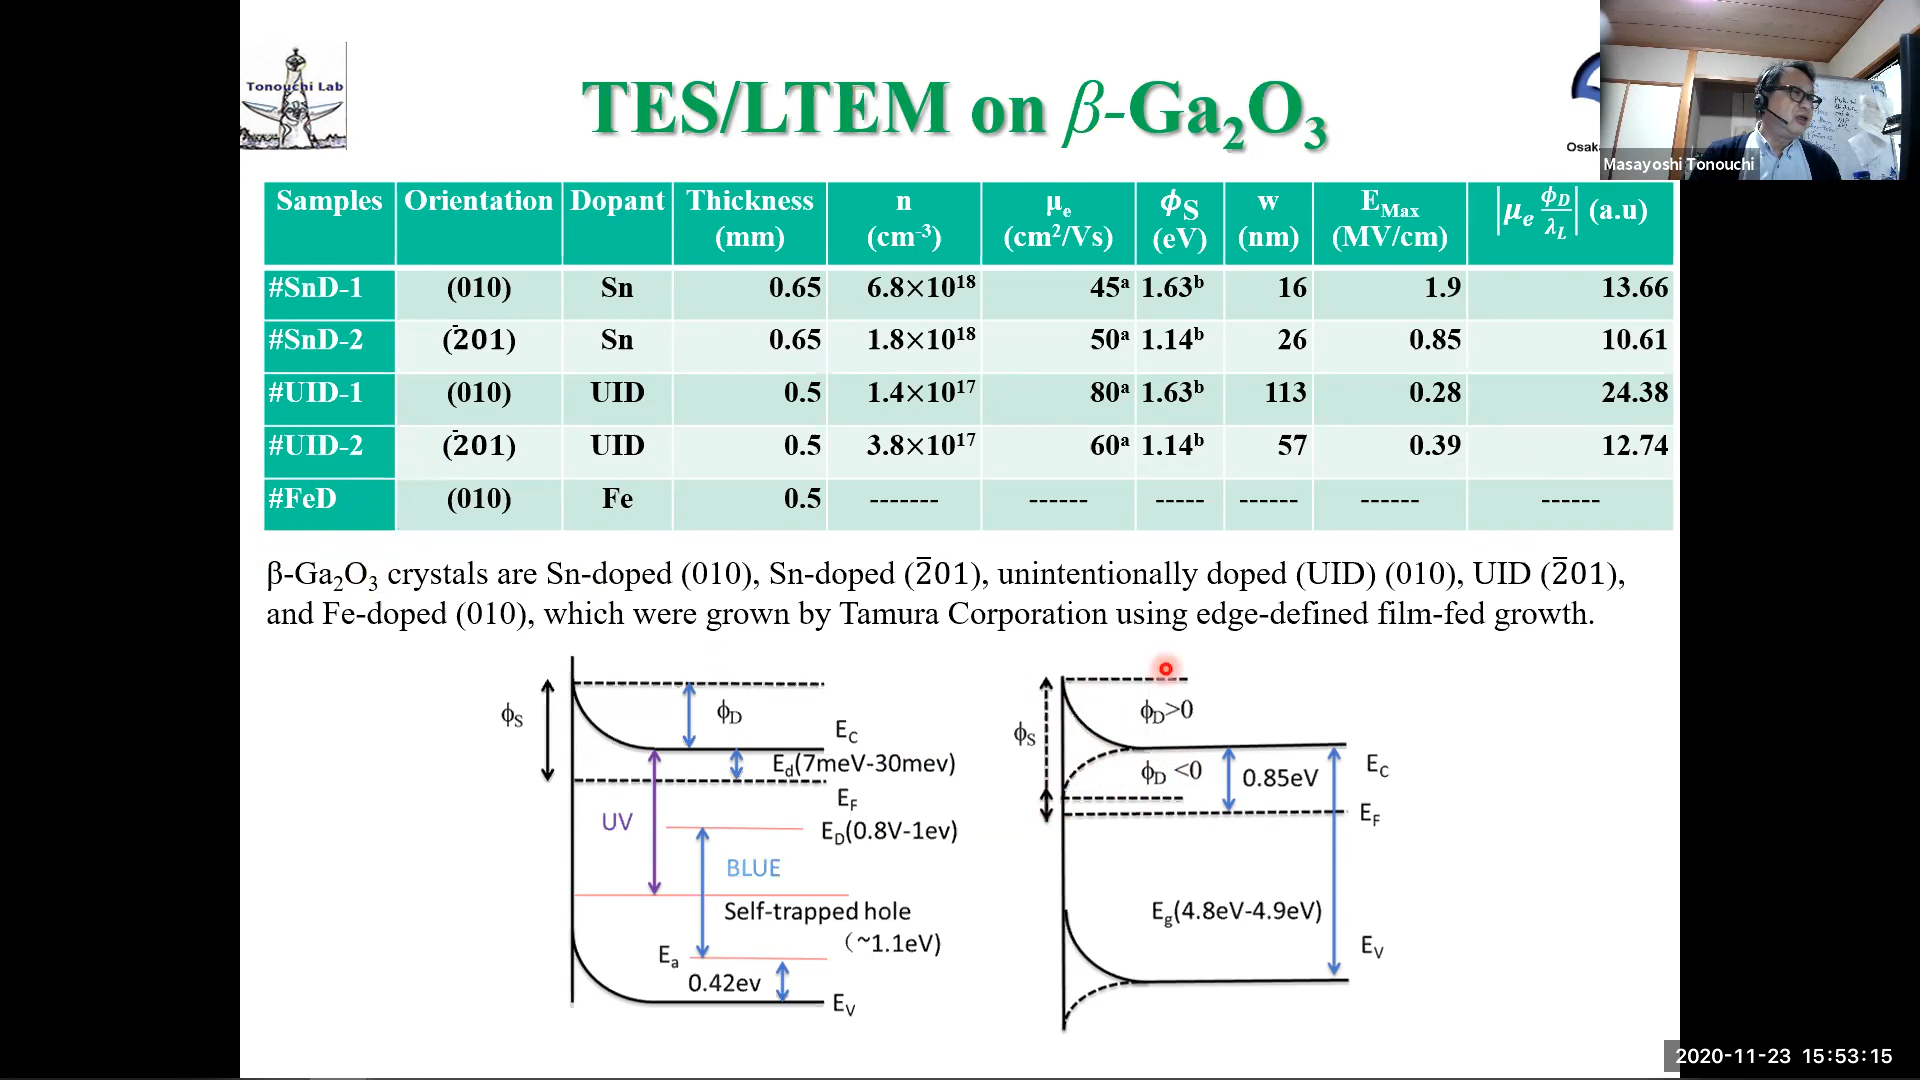 Tonouchi Lab
TES/LTEM on β-Ga₂O₃
Masayoshi Tonouchi
Samples Orientation Dopant Thickness (mm) n (cm⁻³) μₑ (cm²/Vs) ϕS (eV) w (nm) EMax (MV/cm) |μₑ ϕD/λL| (a.u)
#SnD-1 (010) Sn 0.65 6.8×10¹⁸ 45ᵃ 1.63ᵇ 16 1.9 13.66
#SnD-2 (2̄01) Sn 0.65 1.8×10¹⁸ 50ᵃ 1.14ᵇ 26 0.85 10.61
#UID-1 (010) UID 0.5 1.4×10¹⁷ 80ᵃ 1.63ᵇ 113 0.28 24.38
#UID-2 (2̄01) UID 0.5 3.8×10¹⁷ 60ᵃ 1.14ᵇ 57 0.39 12.74
#FeD (010) Fe 0.5 ------- ------ ----- ------ ------ ------
β-Ga₂O₃ crystals are Sn-doped (010), Sn-doped (2̄01), unintentionally doped (UID) (010), UID (2̄01),
and Fe-doped (010), which were grown by Tamura Corporation using edge-defined film-fed growth.
ϕS
ϕD
EC
Ed(7meV-30mev)
EF
UV
ED(0.8V-1ev)
BLUE
Self-trapped hole
(~1.1eV)
Ea
0.42ev
EV
ϕS
ϕD>0
ϕD <0
0.85eV
EC
EF
Eg(4.8eV-4.9eV)
EV
2020-11-23 15:53:15